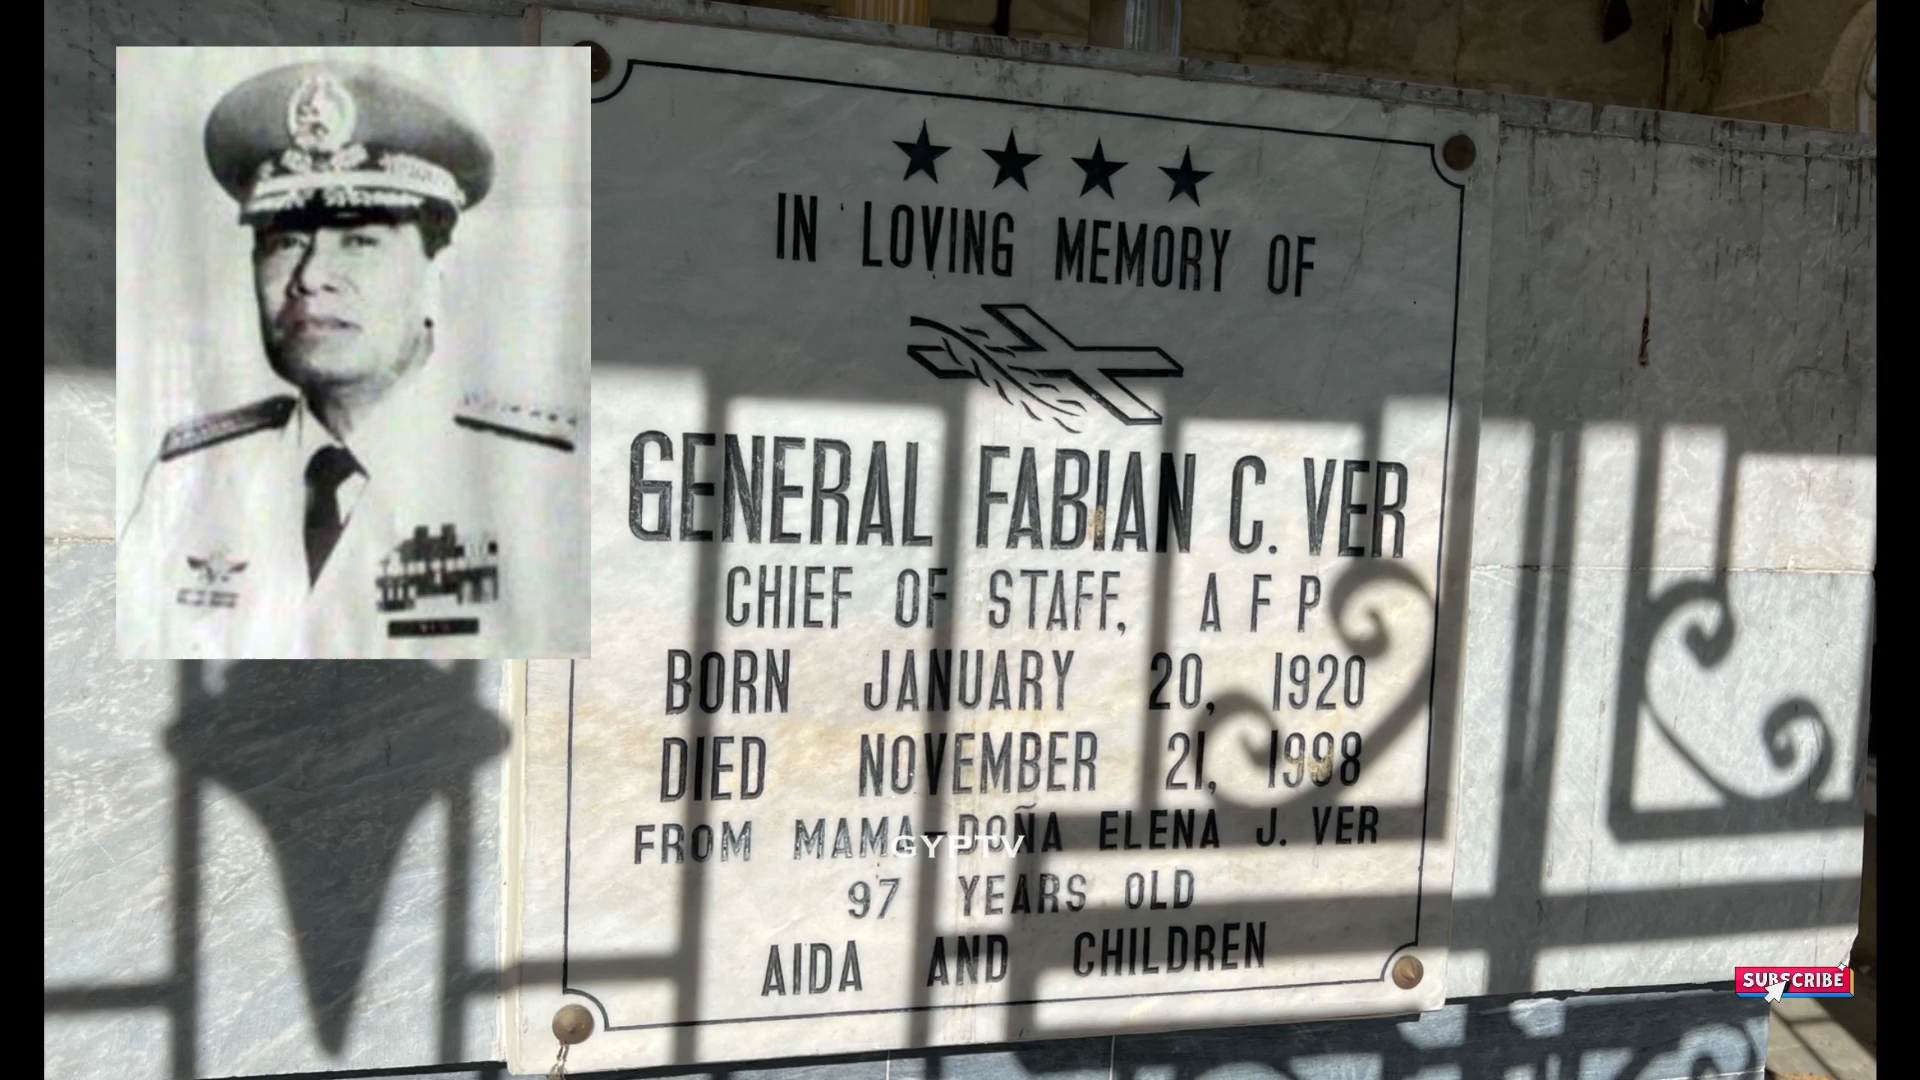 IN LOVING MEMORY OF
GENERAL FABIAN C. VER
CHIEF OF STAFF, A F P
BORN JANUARY 20, 1920
DIED NOVEMBER 21, 1998
FROM MAMA-DOÑA ELENA J. VER
GYPTV
97 YEARS OLD
AIDA AND CHILDREN
SUBSCRIBE